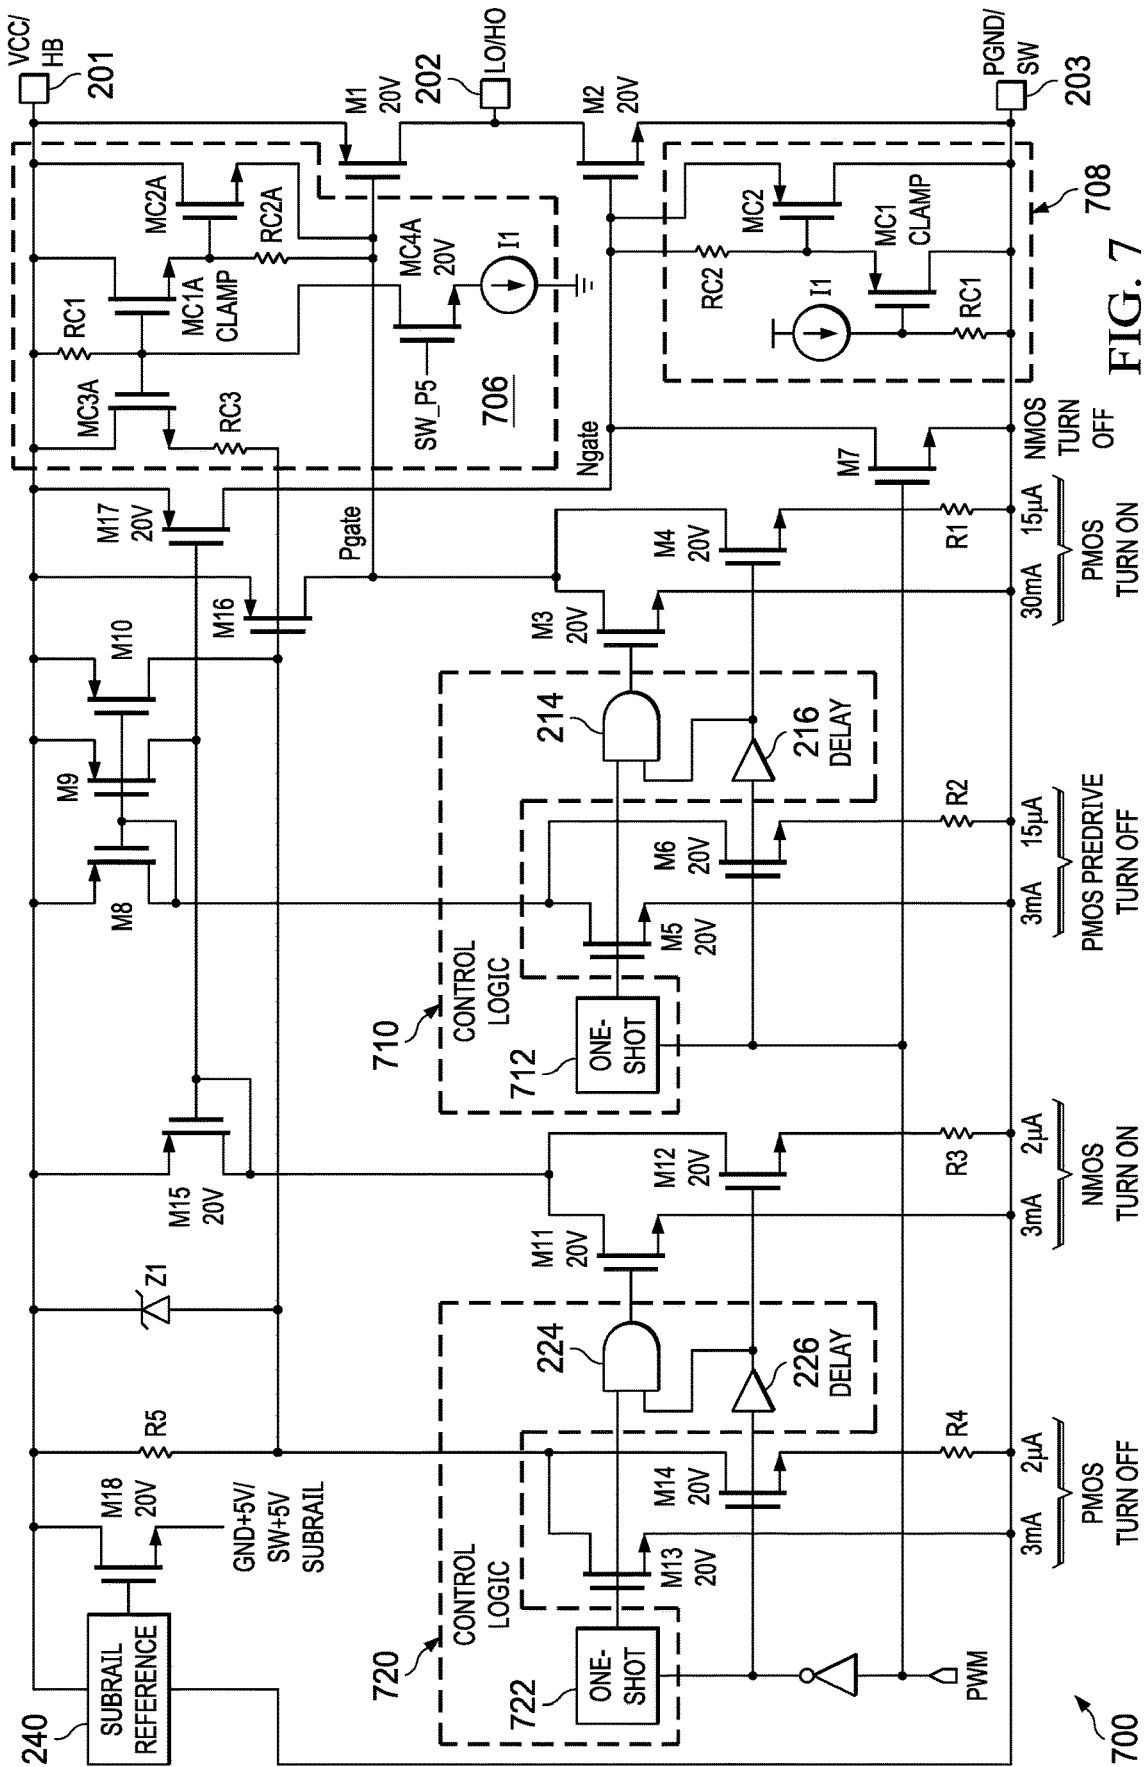 VCC/
HB
201
M1
20V
202
LO/HO
M2
20V
PGND/
SW
203
MC2A
RC2A
MC1A
CLAMP
RC1
MC3A
RC3
MC4A
20V
I1
SW_P5
706
RC2
MC2
MC1
CLAMP
I1
RC1
708
FIG. 7
M17
20V
M16
Pgate
Ngate
M7
NMOS
TURN
OFF
M10
M9
M8
M3
20V
M4
20V
R1
30mA
15µA
PMOS
TURN ON
214
216
DELAY
M6
20V
M5
20V
R2
3mA
15µA
PMOS PREDRIVE
TURN OFF
710
CONTROL
LOGIC
712
ONE-
SHOT
M15
20V
M11
20V
M12
20V
R3
3mA
2µA
NMOS
TURN ON
Z1
224
226
DELAY
R5
M18
20V
GND+5V/
SW+5V
SUBRAIL
M14
20V
M13
20V
R4
3mA
2µA
PMOS
TURN OFF
720
CONTROL
LOGIC
722
ONE-
SHOT
240
SUBRAIL
REFERENCE
PWM
700